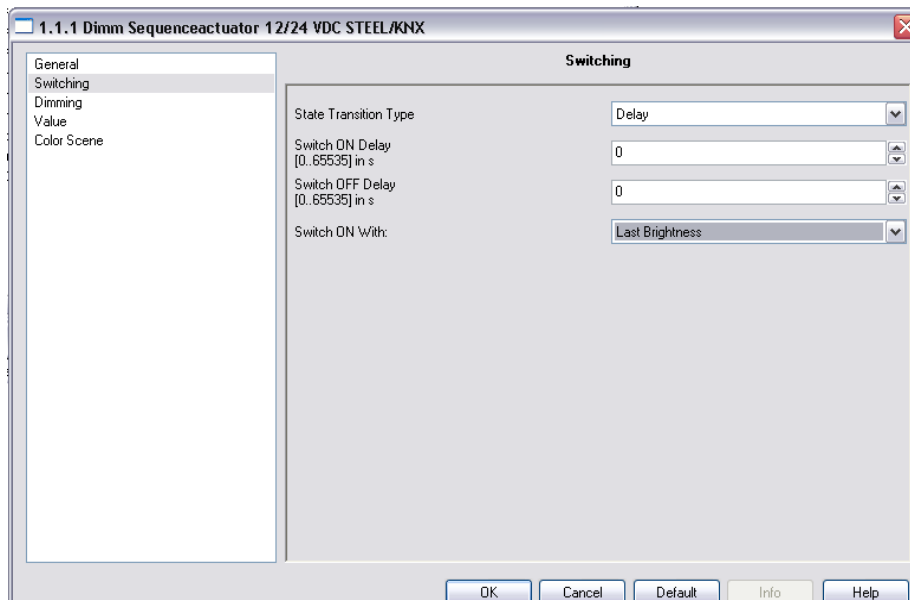 1.1.1 Dimm Sequenceactuator 12/24 VDC STEEL/KNX
General
Switching
Dimming
Value
Color Scene
Switching
State Transition Type
Delay
Switch ON Delay
[0..65535] in s
0
Switch OFF Delay
[0..65535] in s
0
Switch ON With:
Last Brightness
OK
Cancel
Default
Info
Help